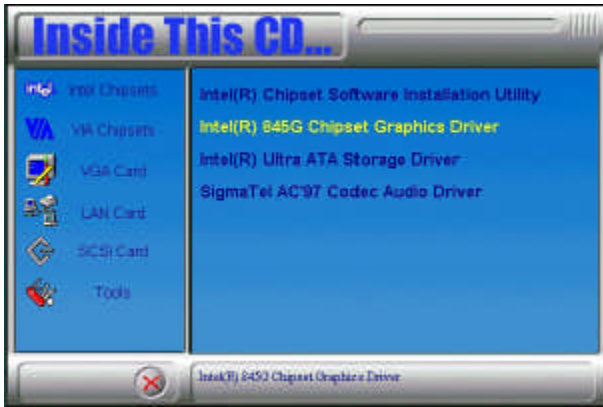 Inside This CD...
intel Intel Chipsets
VIA VIA Chipsets
VGA Card
LAN Card
SCSI Card
Tools
Intel(R) Chipset Software Installation Utility
Intel(R) 845G Chipset Graphics Driver
Intel(R) Ultra ATA Storage Driver
SigmaTel AC'97 Codec Audio Driver
Intel(R) 845G Chipset Graphics Driver